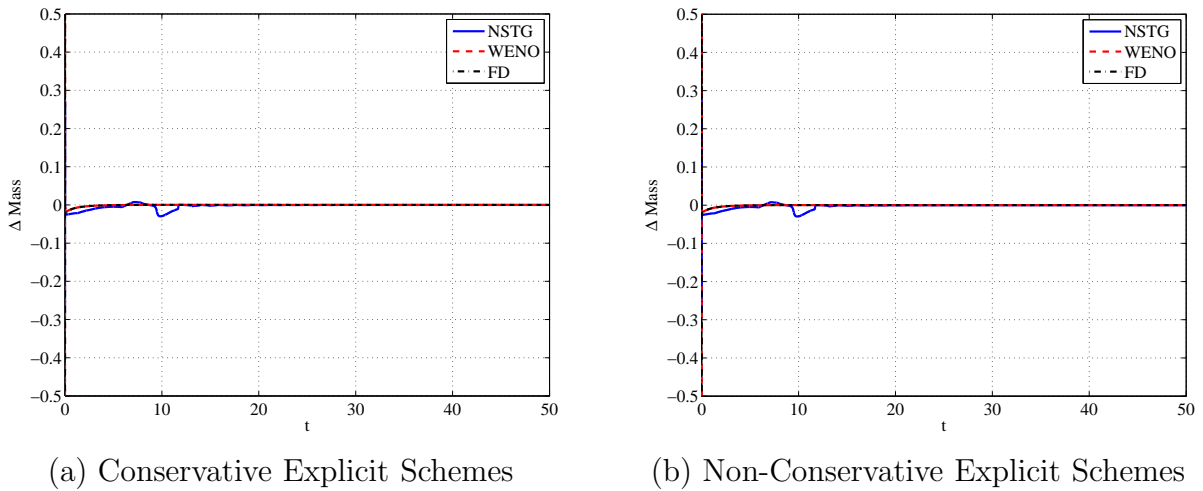 0.5
0.4
0.3
0.2
0.1
0
−0.1
−0.2
−0.3
−0.4
−0.5
Δ Mass
0 10 20 30 40 50
t
NSTG
WENO
FD
(a) Conservative Explicit Schemes
0.5
0.4
0.3
0.2
0.1
0
−0.1
−0.2
−0.3
−0.4
−0.5
Δ Mass
0 10 20 30 40 50
t
NSTG
WENO
FD
(b) Non-Conservative Explicit Schemes